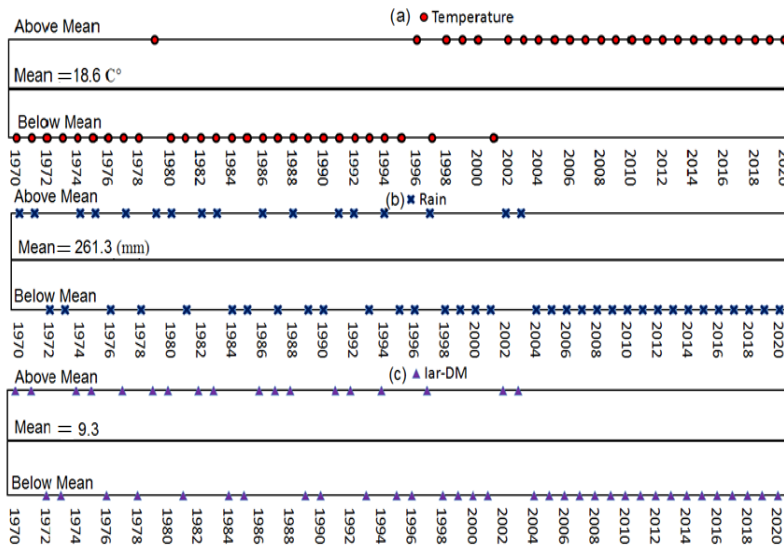 (a) Temperature
Above Mean
Mean =18.6 C°
Below Mean
1970 1972 1974 1976 1978 1980 1982 1984 1986 1988 1990 1992 1994 1996 1998 2000 2002 2004 2006 2008 2010 2012 2014 2016 2018
Above Mean
(b) Rain
Mean= 261.3 (mm)
Below Mean
1970 1972 1974 1976 1978 1980 1982 1984 1986 1988 1990 1992 1994 1996 1998 2000 2002 2004 2006 2008 2010 2012 2014 2016 2018 2020
Above Mean
(c) Iar-DM
Mean = 9.3
Below Mean
1970 1972 1974 1976 1978 1980 1982 1984 1986 1988 1990 1992 1994 1996 1998 2000 2002 2004 2006 2008 2010 2012 2014 2016 2018 2020